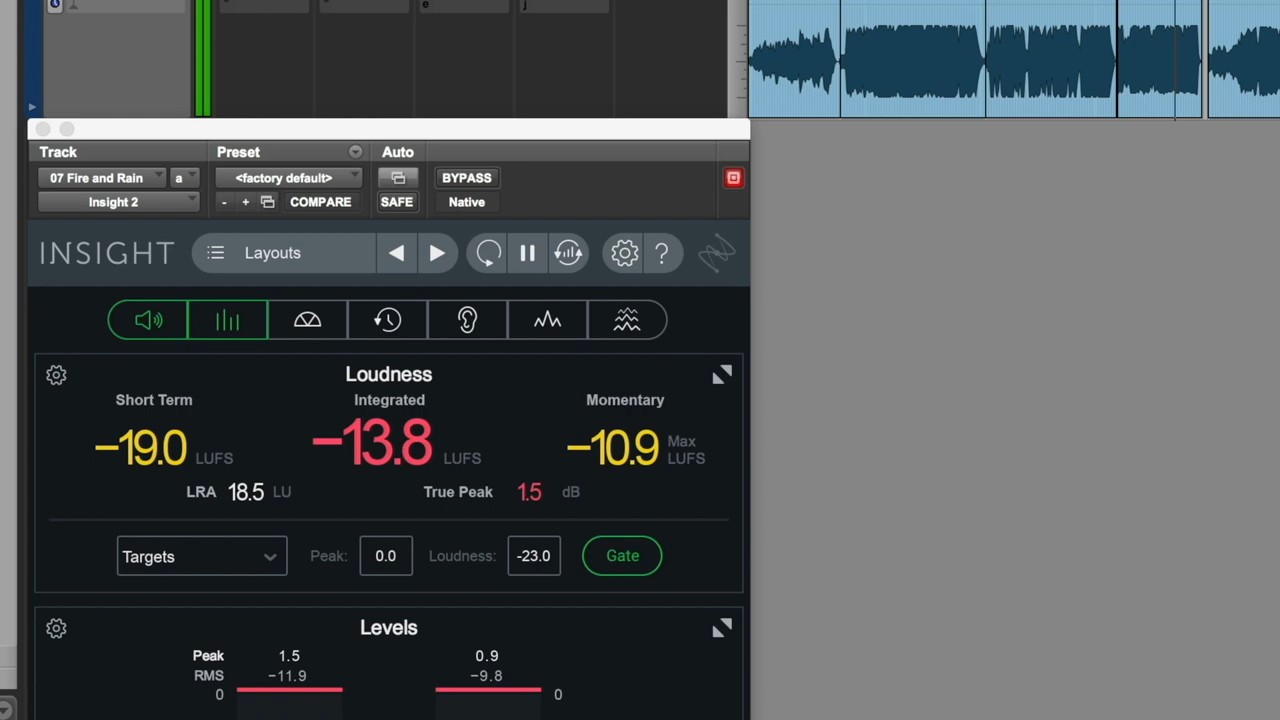 e
j
Track
Preset
Auto
07 Fire and Rain
a
<factory default>
BYPASS
Insight 2
-
+
COMPARE
SAFE
Native
INSIGHT
Layouts
?
Loudness
Short Term
Integrated
Momentary
-19.0 LUFS
-13.8 LUFS
-10.9 Max LUFS
LRA 18.5 LU
True Peak 1.5 dB
Targets
Peak: 0.0
Loudness: -23.0
Gate
Levels
Peak 1.5 0.9
RMS -11.9 -9.8
0 0